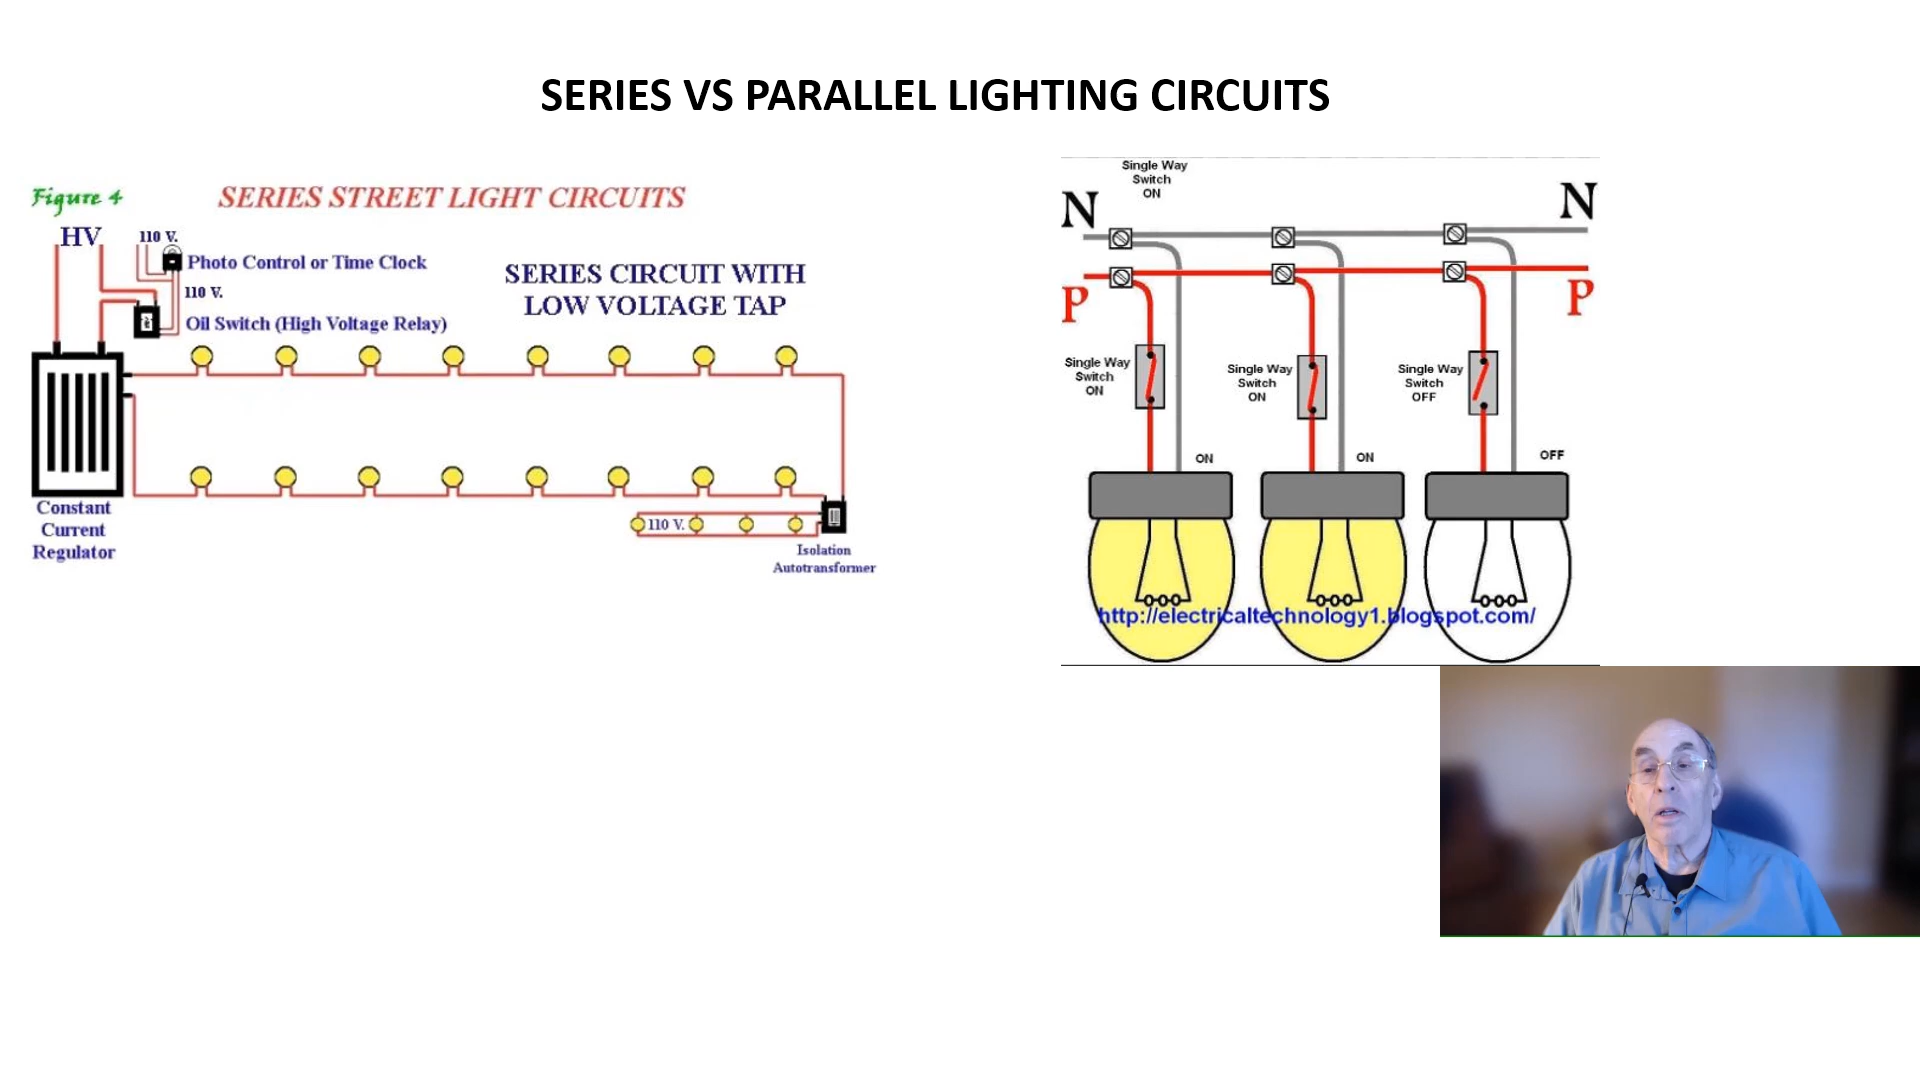 SERIES VS PARALLEL LIGHTING CIRCUITS
Figure 4
SERIES STREET LIGHT CIRCUITS
HV
110 V.
Photo Control or Time Clock
110 V.
Oil Switch (High Voltage Relay)
SERIES CIRCUIT WITH
LOW VOLTAGE TAP
110 V.
Constant
Current
Regulator
Isolation
Autotransformer
Single Way
Switch
ON
N
N
P
P
Single Way
Switch
ON
Single Way
Switch
ON
Single Way
Switch
OFF
ON
ON
OFF
http://electricaltechnology1.blogspot.com/